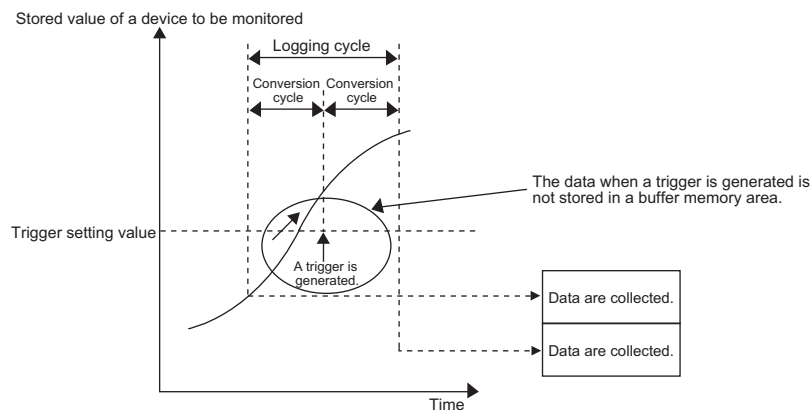 Stored value of a device to be monitored
Logging cycle
Conversion
cycle
Conversion
cycle
The data when a trigger is generated is
not stored in a buffer memory area.
Trigger setting value
A trigger is
generated.
Data are collected.
Data are collected.
Time